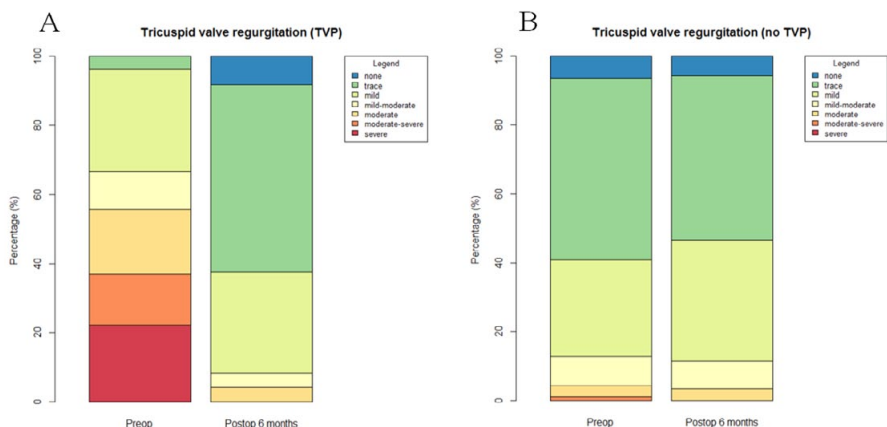 A
Tricuspid valve regurgitation (TVP)
Percentage (%)
0
20
40
60
80
100
Preop
Postop 6 months
Legend
none
trace
mild
mild-moderate
moderate
moderate-severe
severe
B
Tricuspid valve regurgitation (no TVP)
Percentage (%)
0
20
40
60
80
100
Preop
Postop 6 months
Legend
none
trace
mild
mild-moderate
moderate
moderate-severe
severe